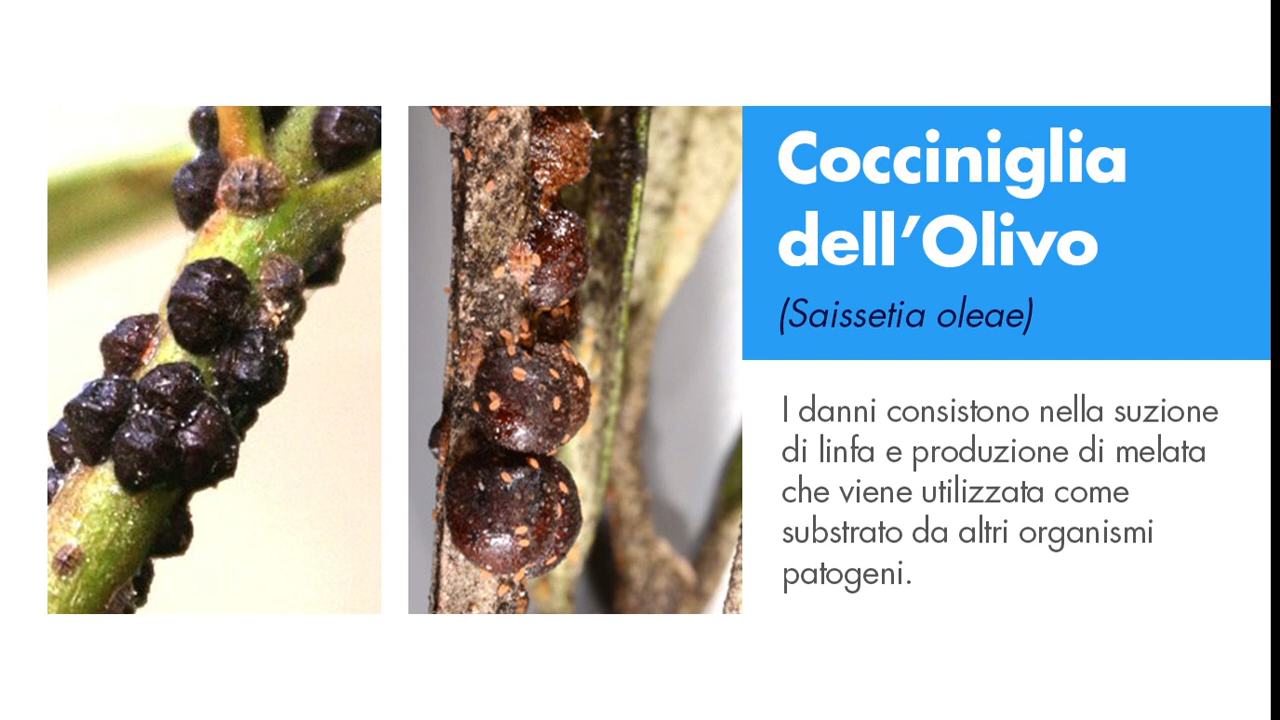 Cocciniglia
dell’Olivo
(Saissetia oleae)
I danni consistono nella suzione
di linfa e produzione di melata
che viene utilizzata come
substrato da altri organismi
patogeni.